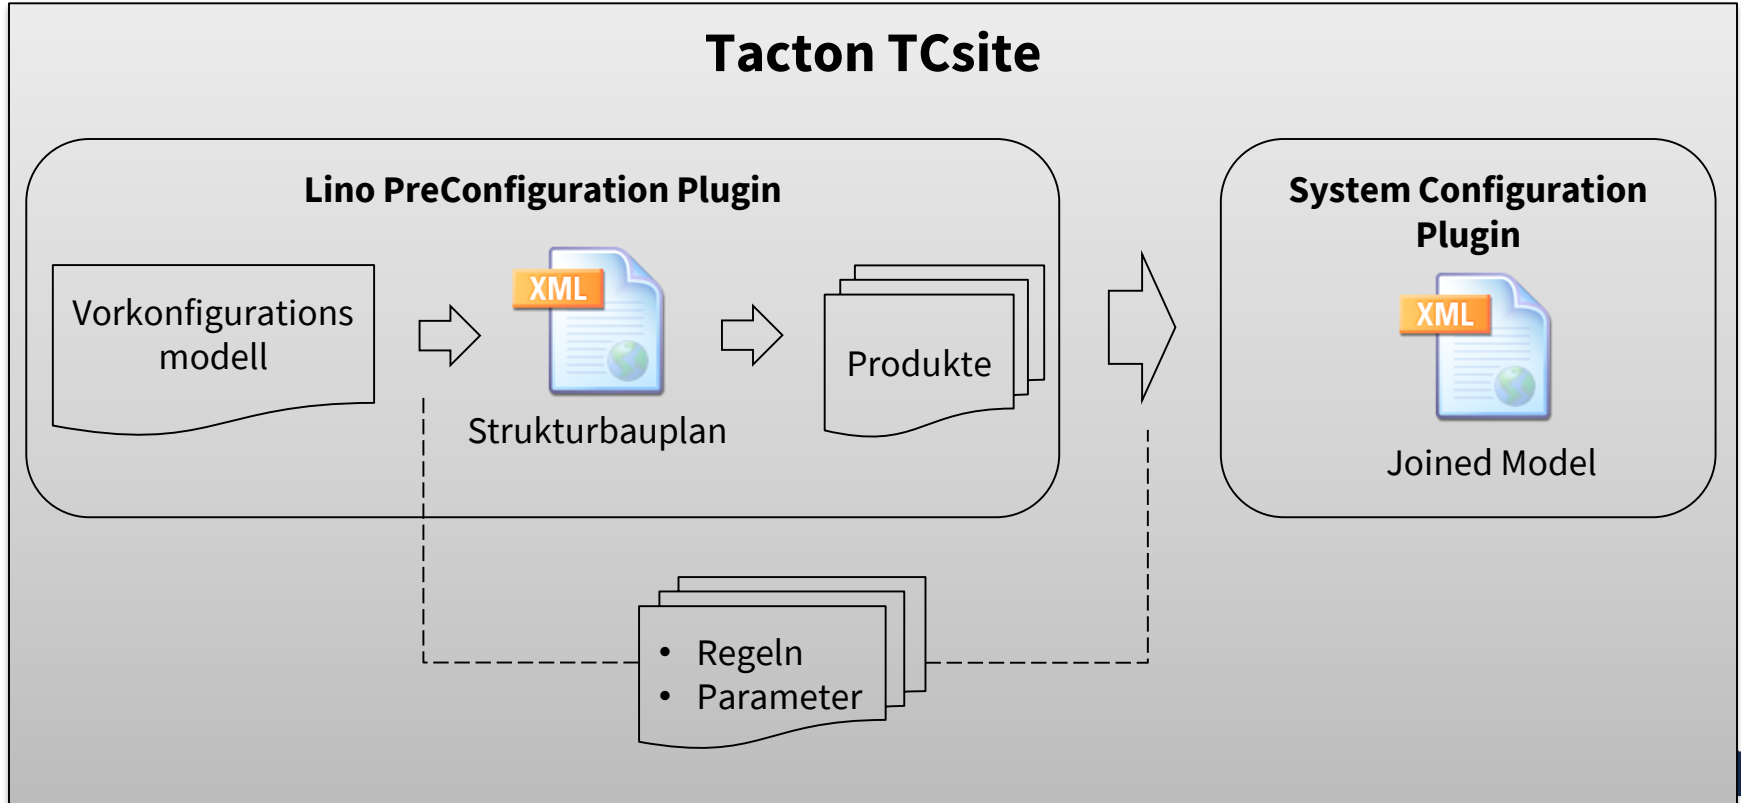 Tacton TCsite
Lino PreConfiguration Plugin
Vorkonfigurations
modell
XML
Strukturbauplan
Produkte
System Configuration
Plugin
XML
Joined Model
• Regeln
• Parameter